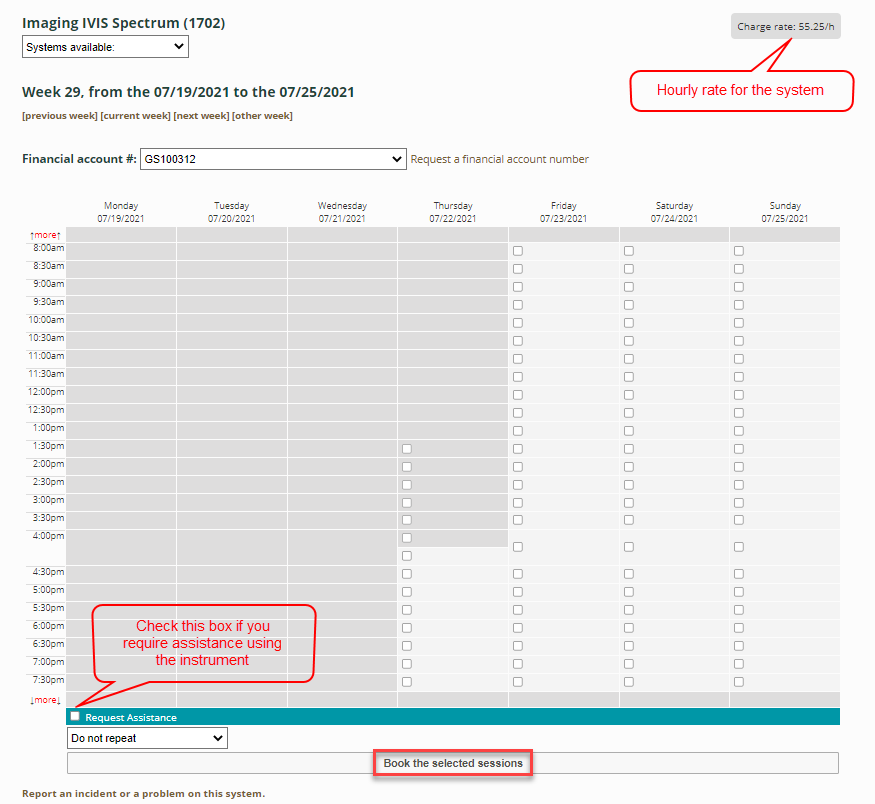 Imaging IVIS Spectrum (1702)
Charge rate: 55.25/h
Systems available:
Hourly rate for the system
Week 29, from the 07/19/2021 to the 07/25/2021
[previous week] [current week] [next week] [other week]
Financial account #: GS100312 Request a financial account number
Monday Tuesday Wednesday Thursday Friday Saturday Sunday
07/19/2021 07/20/2021 07/21/2021 07/22/2021 07/23/2021 07/24/2021 07/25/2021
↑more↑
8:00am
8:30am
9:00am
9:30am
10:00am
10:30am
11:00am
11:30am
12:00pm
12:30pm
1:00pm
1:30pm
2:00pm
2:30pm
3:00pm
3:30pm
4:00pm
4:30pm
5:00pm
5:30pm
6:00pm
6:30pm
7:00pm
7:30pm
↓more↓
Check this box if you
require assistance using
the instrument
Request Assistance
Do not repeat
Book the selected sessions
Report an incident or a problem on this system.